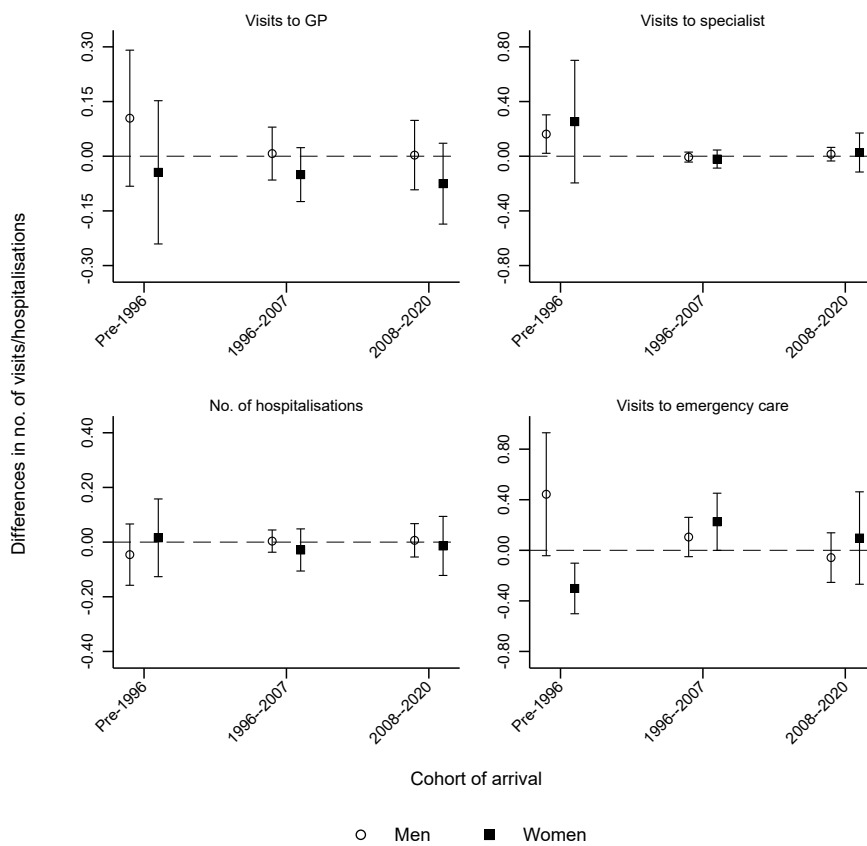 Differences in no. of visits/hospitalisations
Visits to GP
0.30
0.15
0.00
-0.15
-0.30
Pre-1996
1996--2007
2008--2020
Visits to specialist
0.80
0.40
0.00
-0.40
-0.80
Pre-1996
1996--2007
2008--2020
No. of hospitalisations
0.40
0.20
0.00
-0.20
-0.40
Pre-1996
1996--2007
2008--2020
Visits to emergency care
0.80
0.40
0.00
-0.40
-0.80
Pre-1996
1996--2007
2008--2020
Cohort of arrival
Men Women